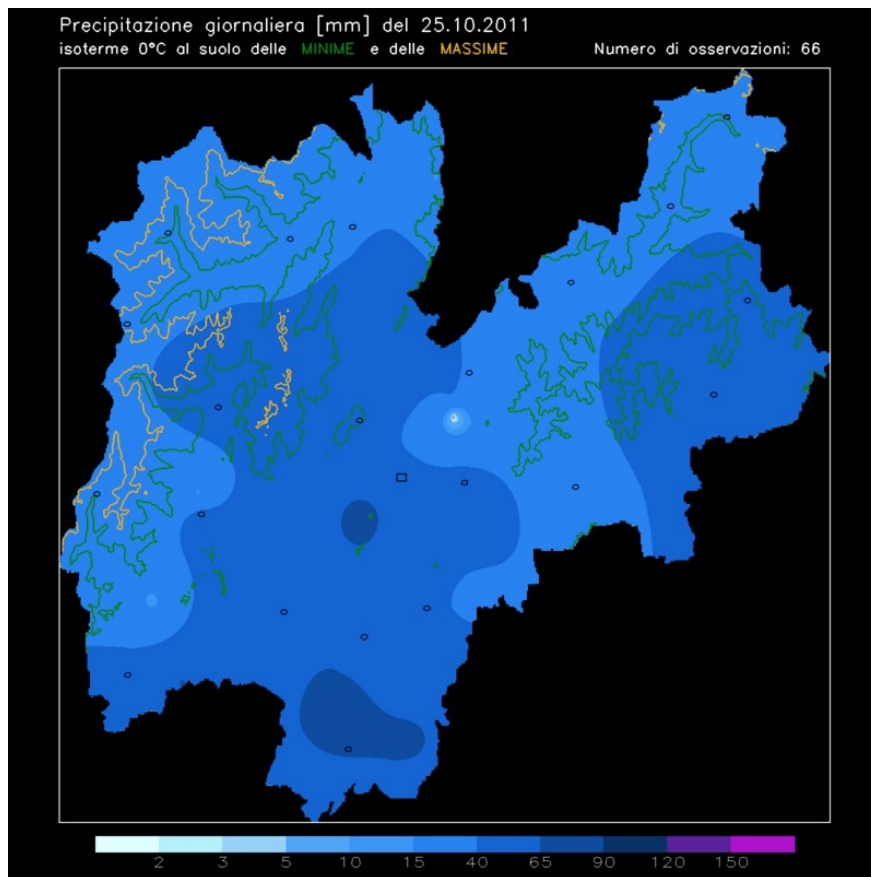 Precipitazione giornaliera [mm] del 25.10.2011
isoterme 0°C al suolo delle MINIME e delle MASSIME Numero di osservazioni: 66
2 3 5 10 15 40 65 90 120 150